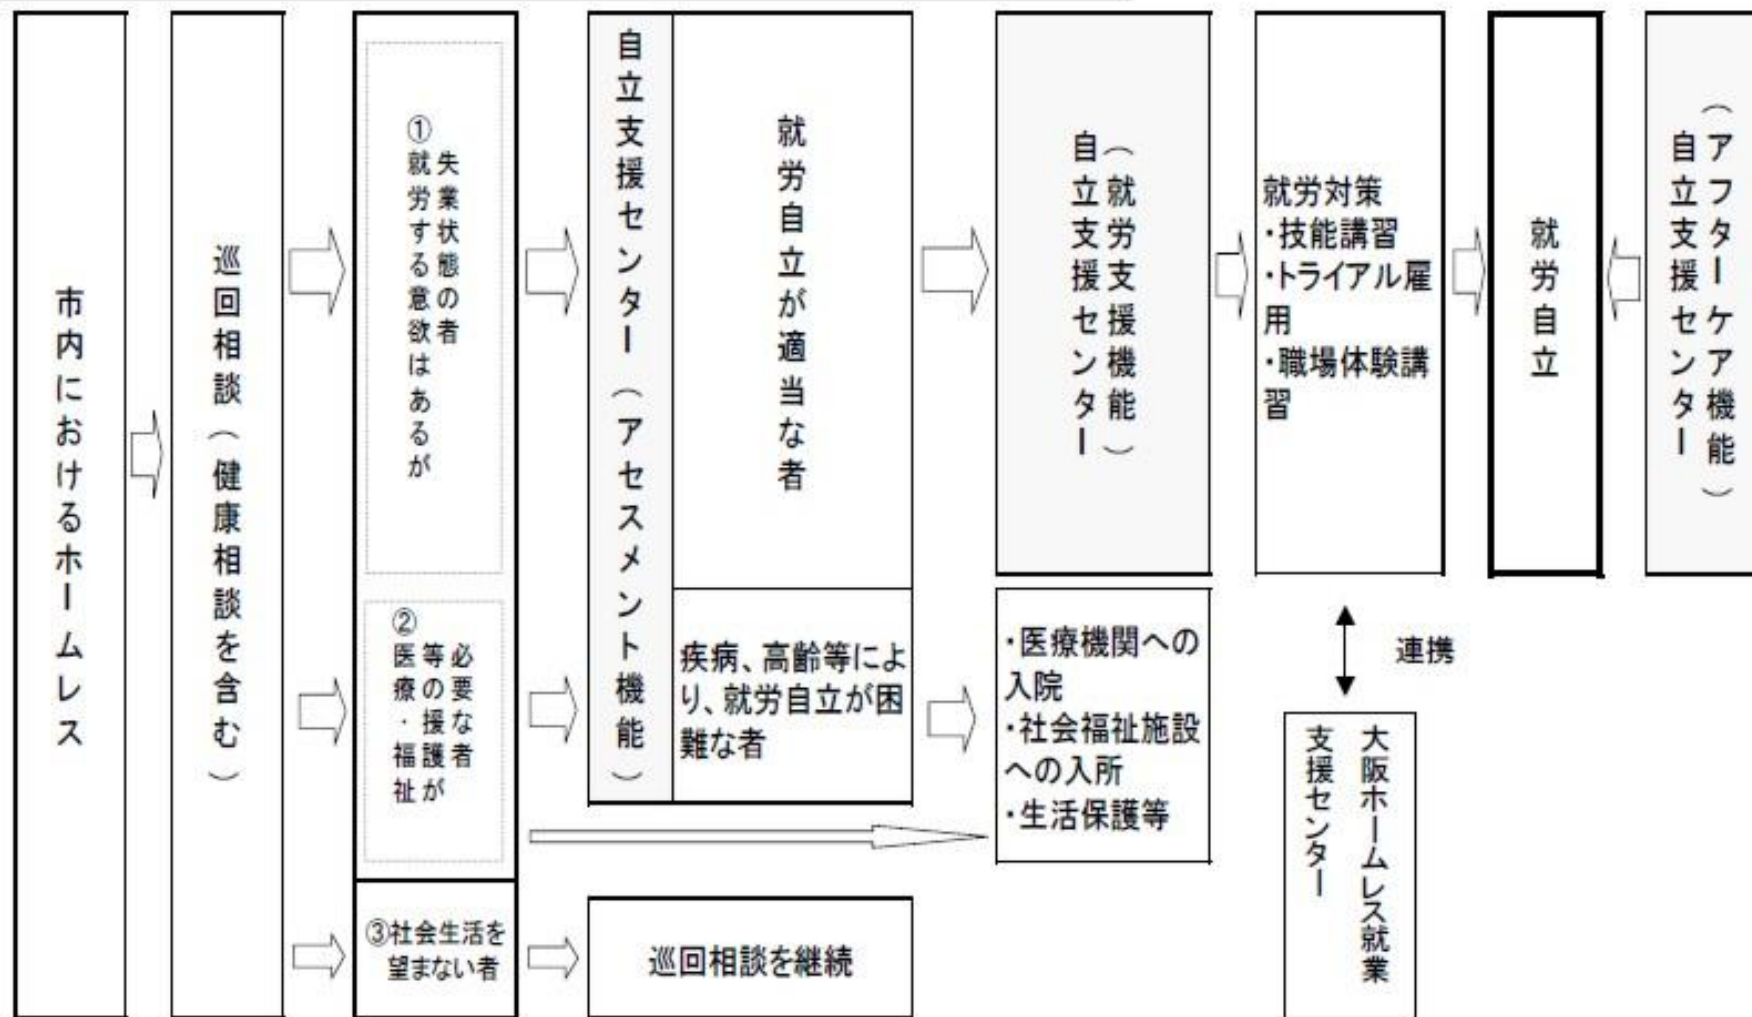 市内におけるホームレス
巡回相談（健康相談を含む）
①
就労する意欲はあるが
失業状態の者
②
医療・福祉
等の援護が
必要な者
③社会生活を
望まない者
自立支援センター（アセスメント機能）
就労自立が適当な者
疾病、高齢等によ
り、就労自立が困
難な者
巡回相談を継続
自立支援センター
（就労支援機能）
・医療機関への
入院
・社会福祉施設
への入所
・生活保護等
就労対策
・技能講習
・トライアル雇
用
・職場体験講
習
連携
大阪ホームレス就業
支援センター
就労自立
自立支援センター
（アフターケア機能）